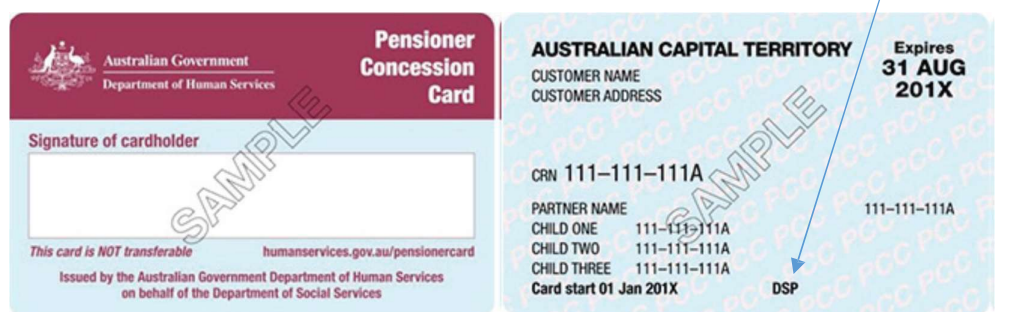 Australian Government
Department of Human Services
Pensioner
Concession
Card
Signature of cardholder
SAMPLE
This card is NOT transferable
humanservices.gov.au/pensionercard
Issued by the Australian Government Department of Human Services
on behalf of the Department of Social Services
AUSTRALIAN CAPITAL TERRITORY
Expires
31 AUG
201X
CUSTOMER NAME
CUSTOMER ADDRESS
SAMPLE
CRN 111–111–111A
PARTNER NAME 111–111–111A
CHILD ONE 111–111–111A
CHILD TWO 111–111–111A
CHILD THREE 111–111–111A
Card start 01 Jan 201X DSP
PCC PCC PCC